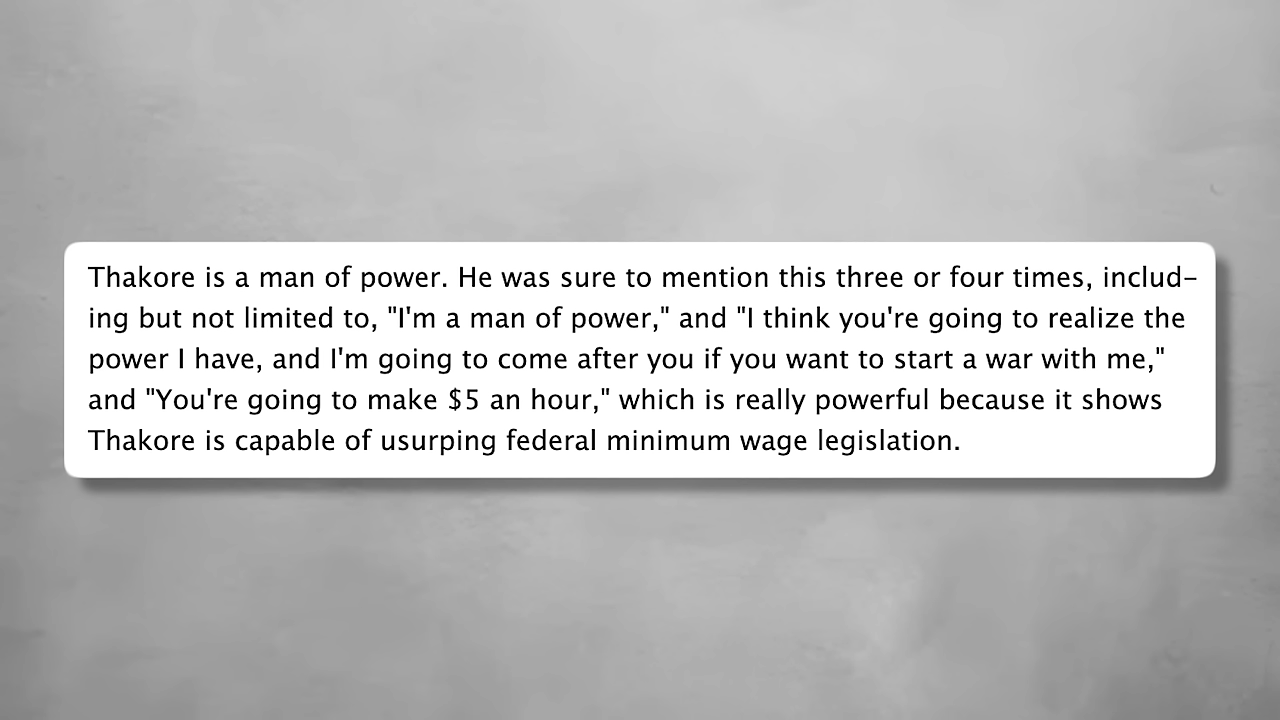 Thakore is a man of power. He was sure to mention this three or four times, includ-
ing but not limited to, "I'm a man of power," and "I think you're going to realize the
power I have, and I'm going to come after you if you want to start a war with me,"
and "You're going to make $5 an hour," which is really powerful because it shows
Thakore is capable of usurping federal minimum wage legislation.